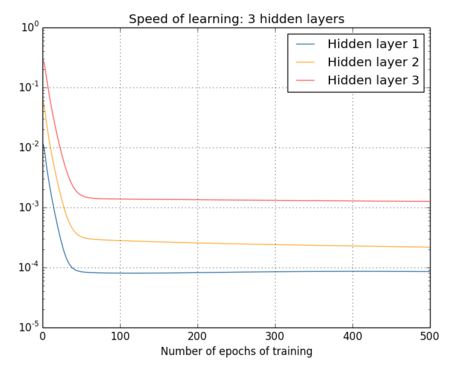 Speed of learning: 3 hidden layers
10^0
10^-1
10^-2
10^-3
10^-4
10^-5
Hidden layer 1
Hidden layer 2
Hidden layer 3
0 100 200 300 400 500
Number of epochs of training